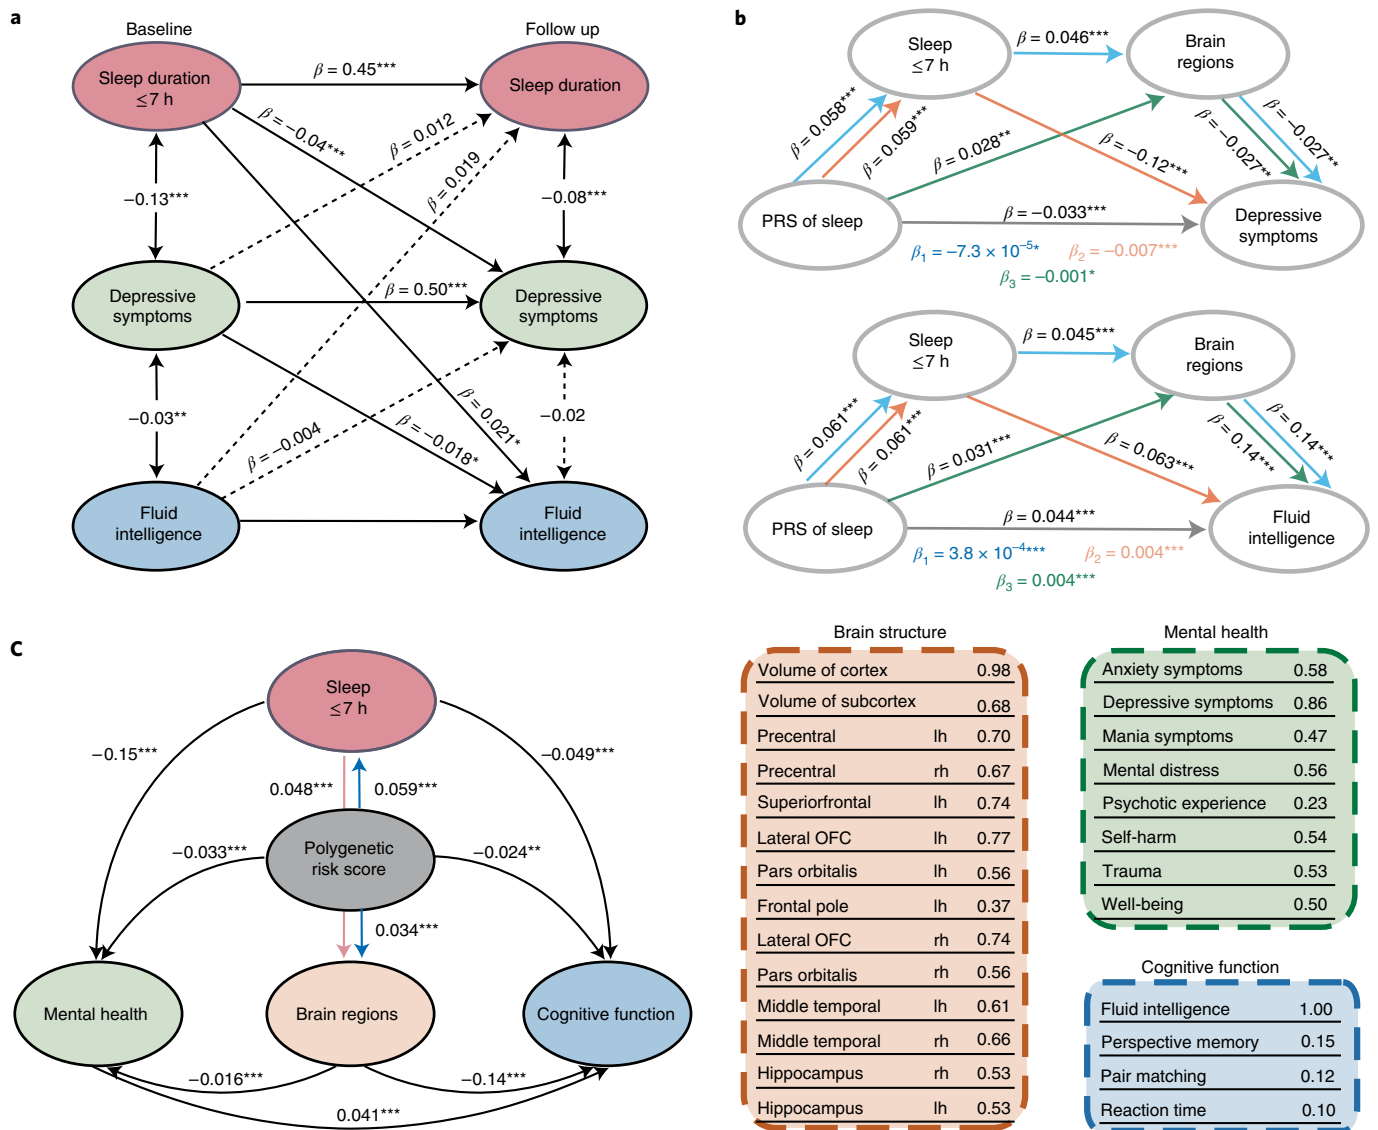 a
Baseline
Follow up
Sleep duration
≤7 h
β = 0.45***
Sleep duration
β = −0.04***
β = 0.012
β = 0.019
−0.13***
−0.08***
Depressive
symptoms
β = 0.50***
Depressive
symptoms
−0.03**
β = −0.004
β = −0.018*
β = 0.021*
−0.02
Fluid
intelligence
Fluid
intelligence
b
Sleep
≤7 h
β = 0.046***
Brain
regions
β = 0.058***
β = 0.059***
β = 0.028**
β = −0.12***
β = −0.027**
β = −0.027**
PRS of sleep
β = −0.033***
Depressive
symptoms
β₁ = −7.3 × 10⁻⁵*
β₂ = −0.007***
β₃ = −0.001*
Sleep
≤7 h
β = 0.045***
Brain
regions
β = 0.061***
β = 0.061***
β = 0.031***
β = 0.063***
β = 0.14***
β = 0.14***
PRS of sleep
β = 0.044***
Fluid
intelligence
β₁ = 3.8 × 10⁻⁴***
β₂ = 0.004***
β₃ = 0.004***
c
Sleep
≤7 h
−0.15***
−0.049***
0.048***
0.059***
Polygenetic
risk score
−0.033***
−0.024**
0.034***
Mental health
Brain regions
Cognitive function
−0.016***
−0.14***
0.041***
Brain structure
Volume of cortex 0.98
Volume of subcortex 0.68
Precentral lh 0.70
Precentral rh 0.67
Superiorfrontal lh 0.74
Lateral OFC lh 0.77
Pars orbitalis lh 0.56
Frontal pole lh 0.37
Lateral OFC rh 0.74
Pars orbitalis rh 0.56
Middle temporal lh 0.61
Middle temporal rh 0.66
Hippocampus rh 0.53
Hippocampus lh 0.53
Mental health
Anxiety symptoms 0.58
Depressive symptoms 0.86
Mania symptoms 0.47
Mental distress 0.56
Psychotic experience 0.23
Self-harm 0.54
Trauma 0.53
Well-being 0.50
Cognitive function
Fluid intelligence 1.00
Perspective memory 0.15
Pair matching 0.12
Reaction time 0.10